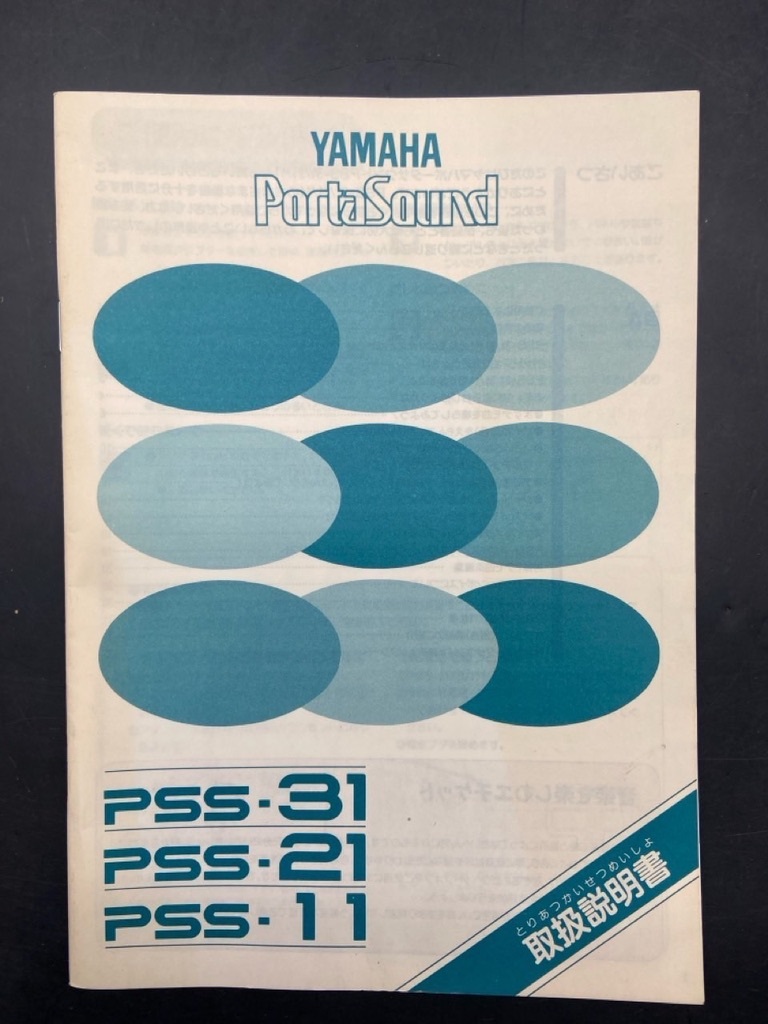 YAMAHA
PortaSound
PSS-31
PSS-21
PSS-11
とりあつかいせつめいしょ
取扱説明書